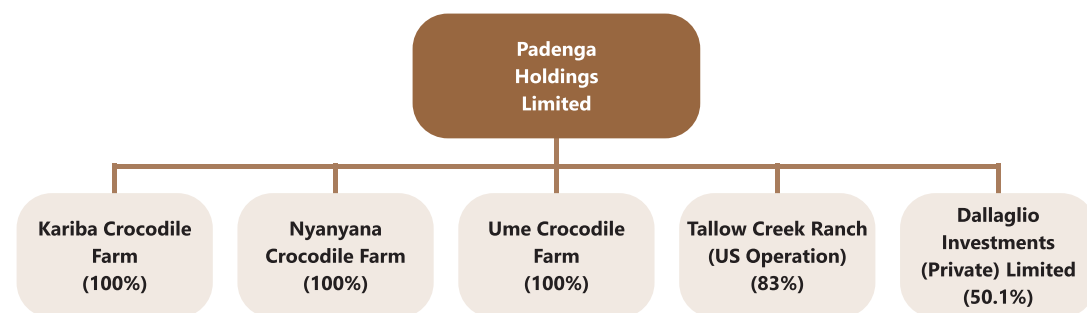 Padenga
Holdings
Limited
Kariba Crocodile
Farm
(100%)
Nyanyana
Crocodile Farm
(100%)
Ume Crocodile
Farm
(100%)
Tallow Creek Ranch
(US Operation)
(83%)
Dallaglio
Investments
(Private) Limited
(50.1%)